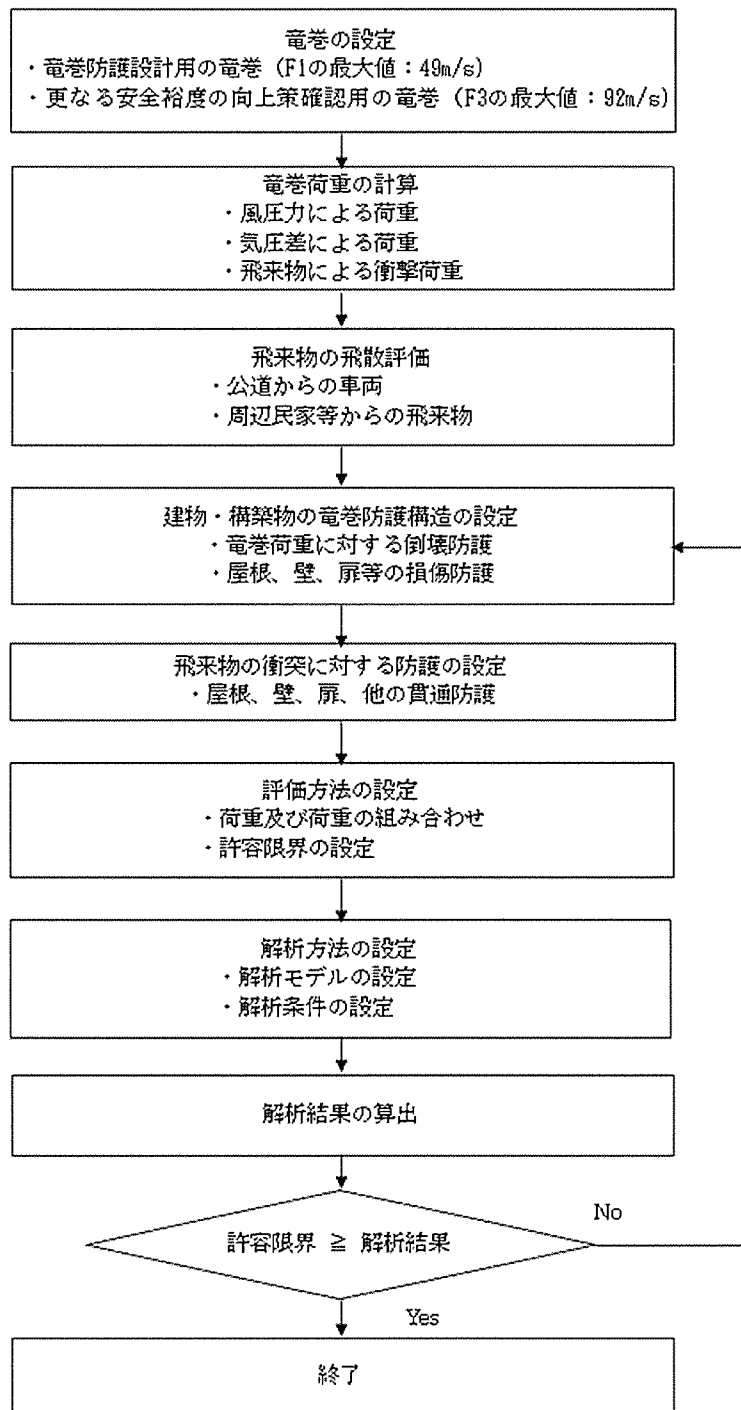 竜巻の設定
・竜巻防護設計用の竜巻 (F1の最大値：49m/s)
・更なる安全裕度の向上策確認用の竜巻 (F3の最大値：92m/s)
竜巻荷重の計算
・風圧力による荷重
・気圧差による荷重
・飛来物による衝撃荷重
飛来物の飛散評価
・公道からの車両
・周辺民家等からの飛来物
建物・構築物の竜巻防護構造の設定
・竜巻荷重に対する倒壊防護
・屋根、壁、扉等の損傷防護
飛来物の衝突に対する防護の設定
・屋根、壁、扉、他の貫通防護
評価方法の設定
・荷重及び荷重の組み合わせ
・許容限界の設定
解析方法の設定
・解析モデルの設定
・解析条件の設定
解析結果の算出
許容限界 ≧ 解析結果
No
Yes
終了